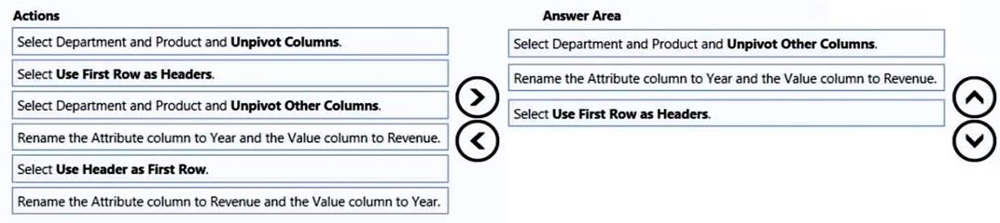 Actions
Select Department and Product and Unpivot Columns.
Select Use First Row as Headers.
Select Department and Product and Unpivot Other Columns.
Rename the Attribute column to Year and the Value column to Revenue.
Select Use Header as First Row.
Rename the Attribute column to Revenue and the Value column to Year.
Answer Area
Select Department and Product and Unpivot Other Columns.
Rename the Attribute column to Year and the Value column to Revenue.
Select Use First Row as Headers.